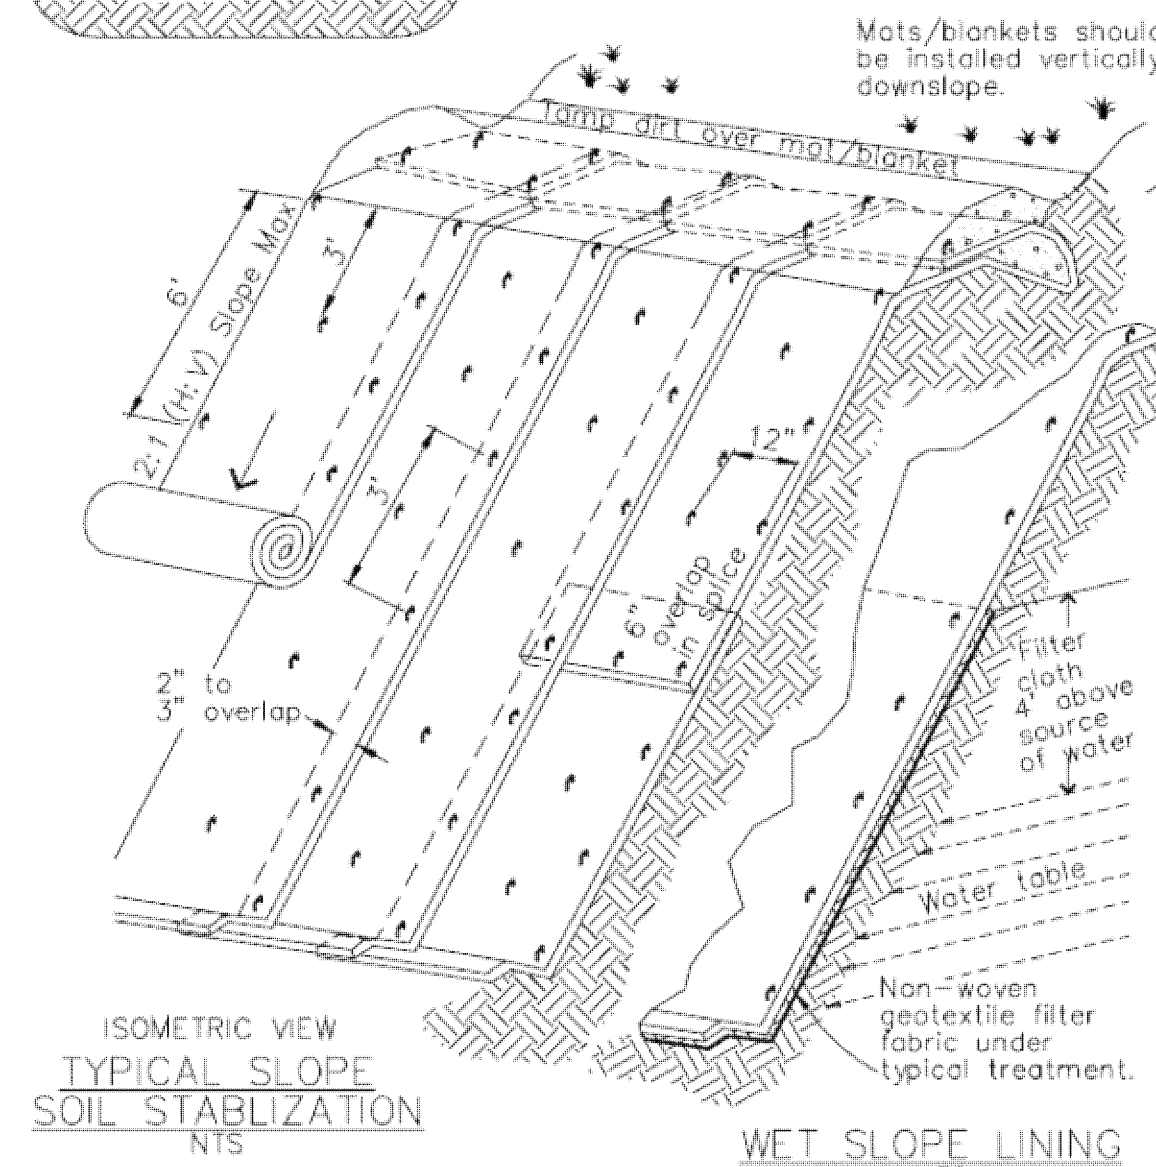 Mats/blankets should
be installed vertically
downslope.
Tamp dirt over mat/blanket
6'
2:1 (H:V) Slope Max
3'
12"
3'
6"
overlap
in splice
2" to
3" overlap
Filter
cloth
4' above
source
of water
Water table
Non-woven
geotextile filter
fabric under
typical treatment.
ISOMETRIC VIEW
TYPICAL SLOPE
SOIL STABLIZATION
NTS
WET SLOPE LINING